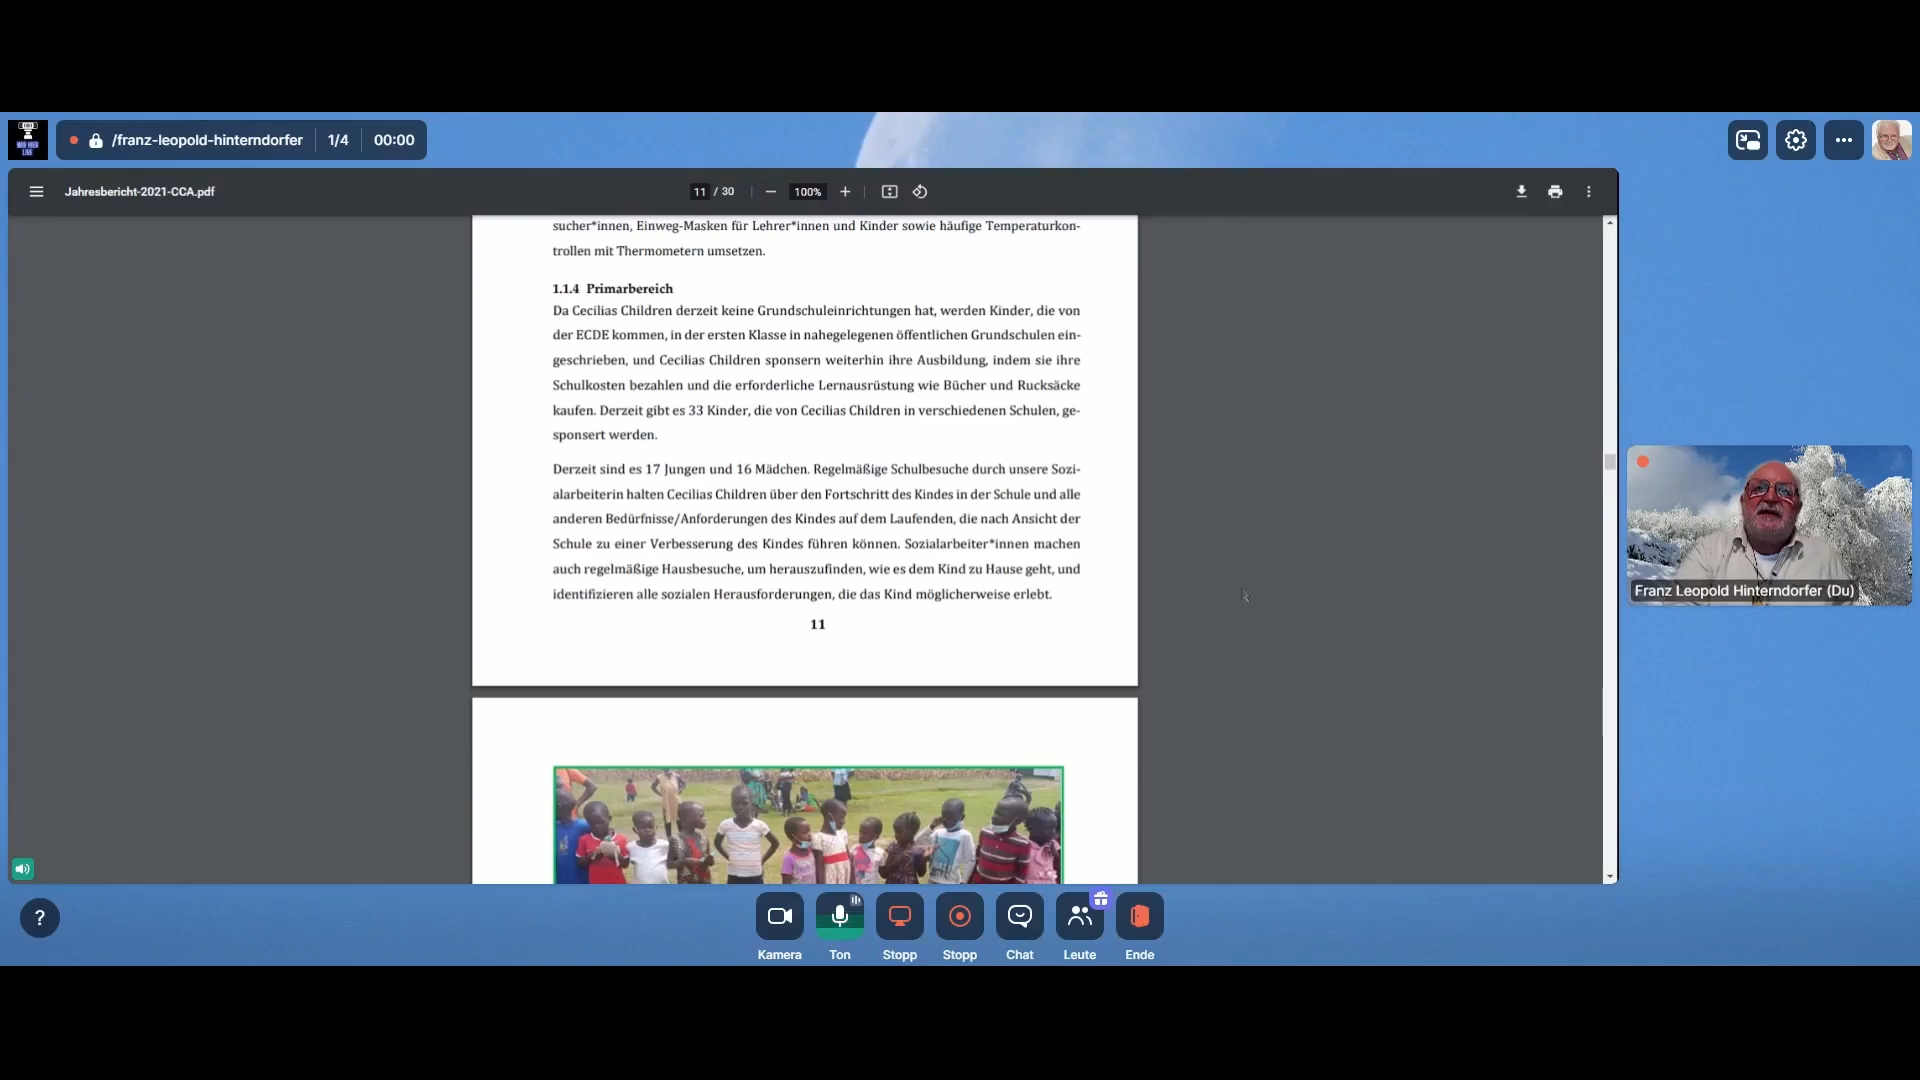 WIR HIER
LIVE
/franz-leopold-hinterndorfer 1/4 00:00
Jahresbericht-2021-CCA.pdf 11 / 30 100%
sucher*innen, Einweg-Masken für Lehrer*innen und Kinder sowie häufige Temperaturkon-
trollen mit Thermometern umsetzen.
1.1.4 Primarbereich
Da Cecilias Children derzeit keine Grundschuleinrichtungen hat, werden Kinder, die von
der ECDE kommen, in der ersten Klasse in nahegelegenen öffentlichen Grundschulen ein-
geschrieben, und Cecilias Children sponsern weiterhin ihre Ausbildung, indem sie ihre
Schulkosten bezahlen und die erforderliche Lernausrüstung wie Bücher und Rucksäcke
kaufen. Derzeit gibt es 33 Kinder, die von Cecilias Children in verschiedenen Schulen, ge-
sponsert werden.
Derzeit sind es 17 Jungen und 16 Mädchen. Regelmäßige Schulbesuche durch unsere Sozi-
alarbeiterin halten Cecilias Children über den Fortschritt des Kindes in der Schule und alle
anderen Bedürfnisse/Anforderungen des Kindes auf dem Laufenden, die nach Ansicht der
Schule zu einer Verbesserung des Kindes führen können. Sozialarbeiter*innen machen
auch regelmäßige Hausbesuche, um herauszufinden, wie es dem Kind zu Hause geht, und
identifizieren alle sozialen Herausforderungen, die das Kind möglicherweise erlebt.
11
Franz Leopold Hinterndorfer (Du)
?
Kamera Ton Stopp Stopp Chat Leute Ende